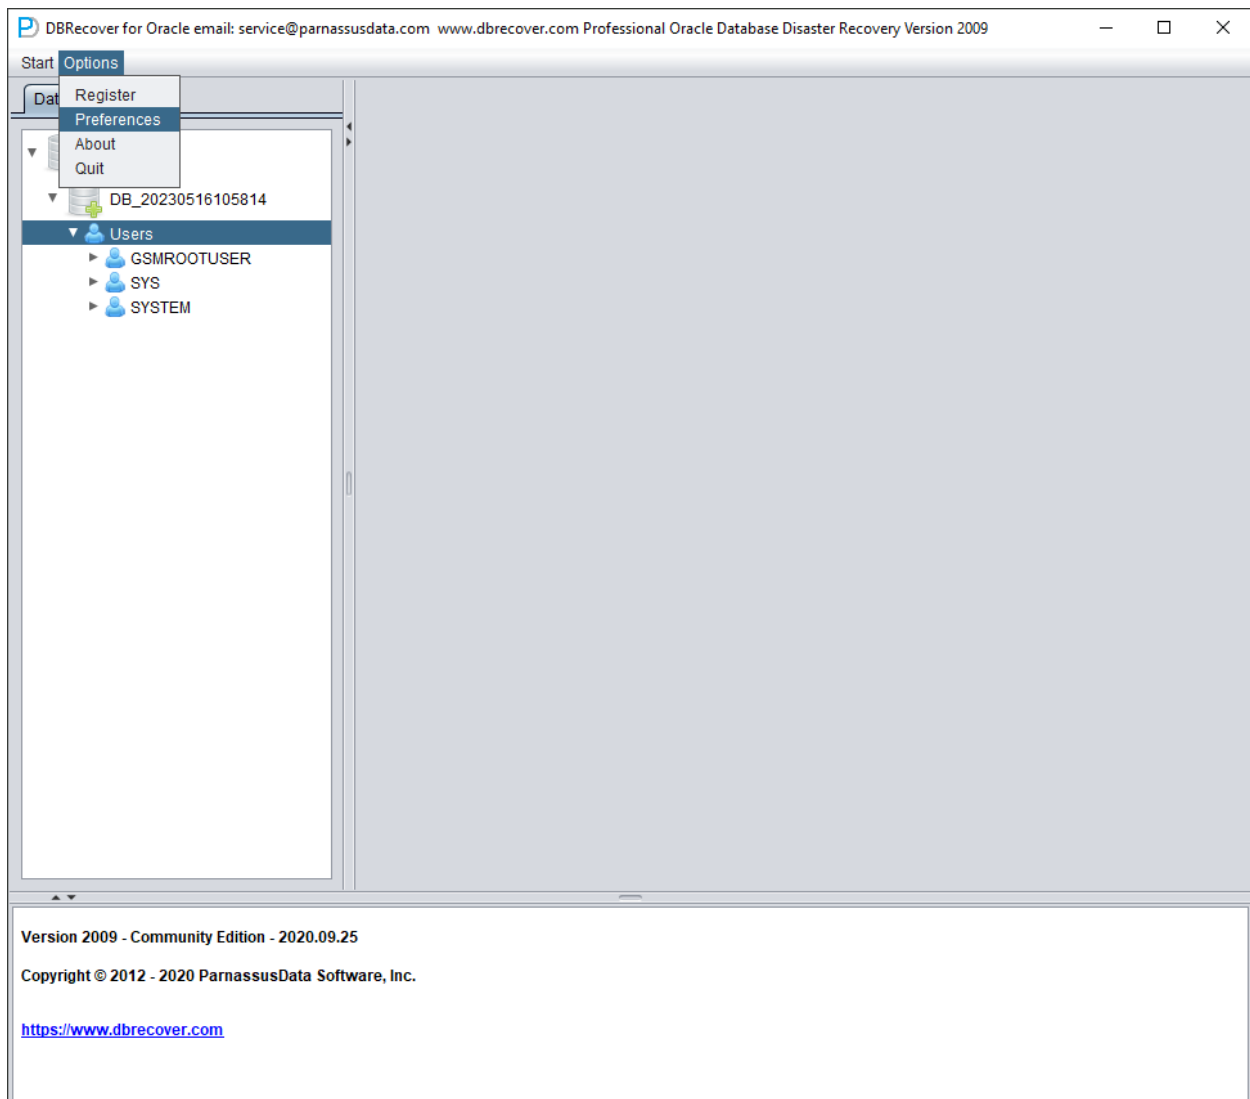 DBRecover for Oracle email: service@parnassusdata.com www.dbrecover.com Professional Oracle Database Disaster Recovery Version 2009
Start Options
Register
Preferences
About
Quit
DB_20230516105814
Users
GSMROOTUSER
SYS
SYSTEM
Version 2009 - Community Edition - 2020.09.25
Copyright © 2012 - 2020 ParnassusData Software, Inc.
https://www.dbrecover.com